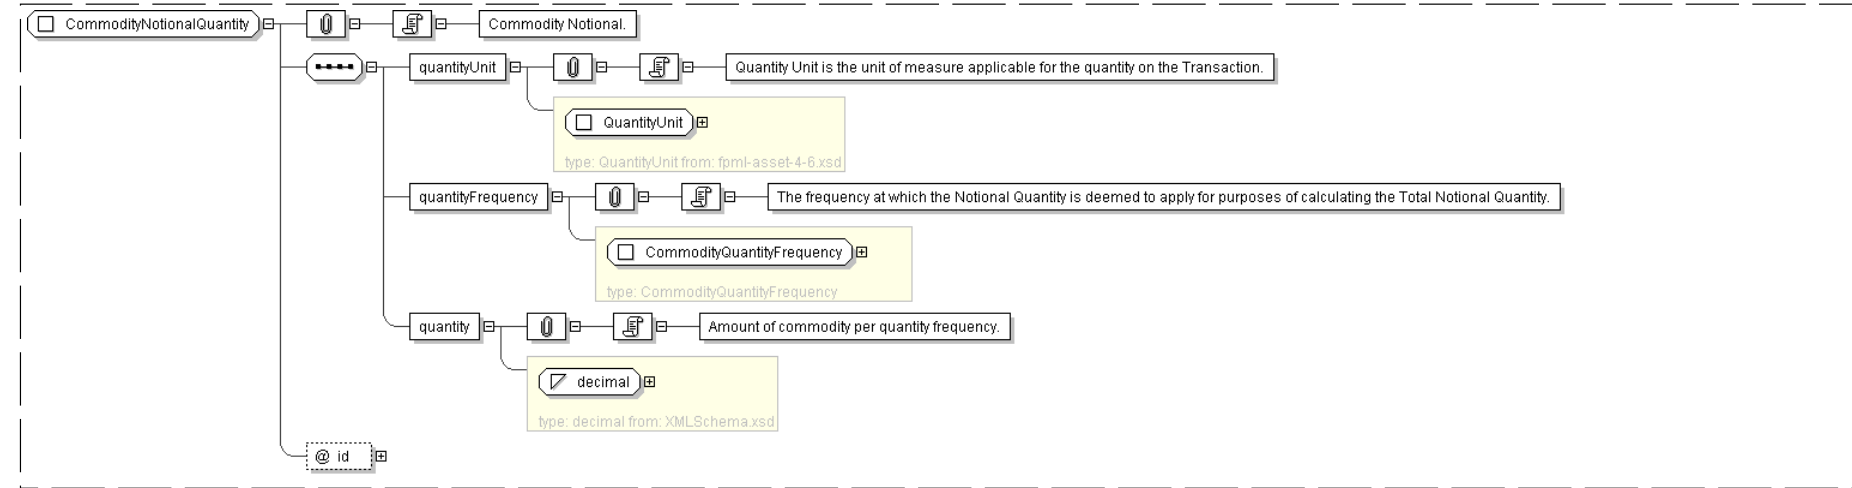 CommodityNotionalQuantity
Commodity Notional.
quantityUnit
Quantity Unit is the unit of measure applicable for the quantity on the Transaction.
QuantityUnit
type: QuantityUnit from: fpml-asset-4-6.xsd
quantityFrequency
The frequency at which the Notional Quantity is deemed to apply for purposes of calculating the Total Notional Quantity.
CommodityQuantityFrequency
type: CommodityQuantityFrequency
quantity
Amount of commodity per quantity frequency.
decimal
type: decimal from: XMLSchema.xsd
@ id